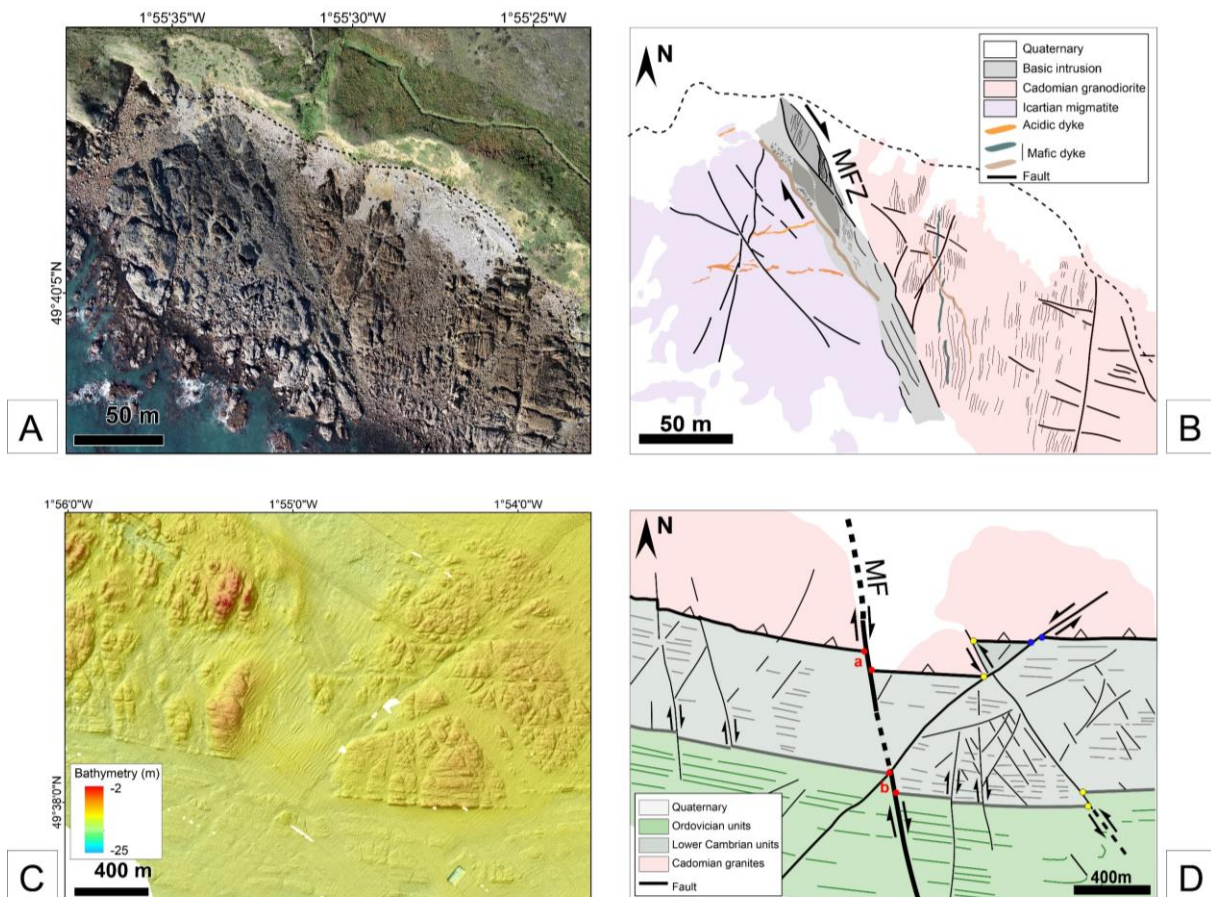 1°55'35"W 1°55'30"W 1°55'25"W
49°40'5"N
50 m
A
N
Quaternary
Basic intrusion
Cadomian granodiorite
Icartian migmatite
Acidic dyke
Mafic dyke
Fault
MFZ
50 m
B
1°56'0"W 1°55'0"W 1°54'0"W
49°38'0"N
Bathymetry (m)
-2
-25
400 m
C
N
MF
a
b
Quaternary
Ordovician units
Lower Cambrian units
Cadomian granites
Fault
400m
D